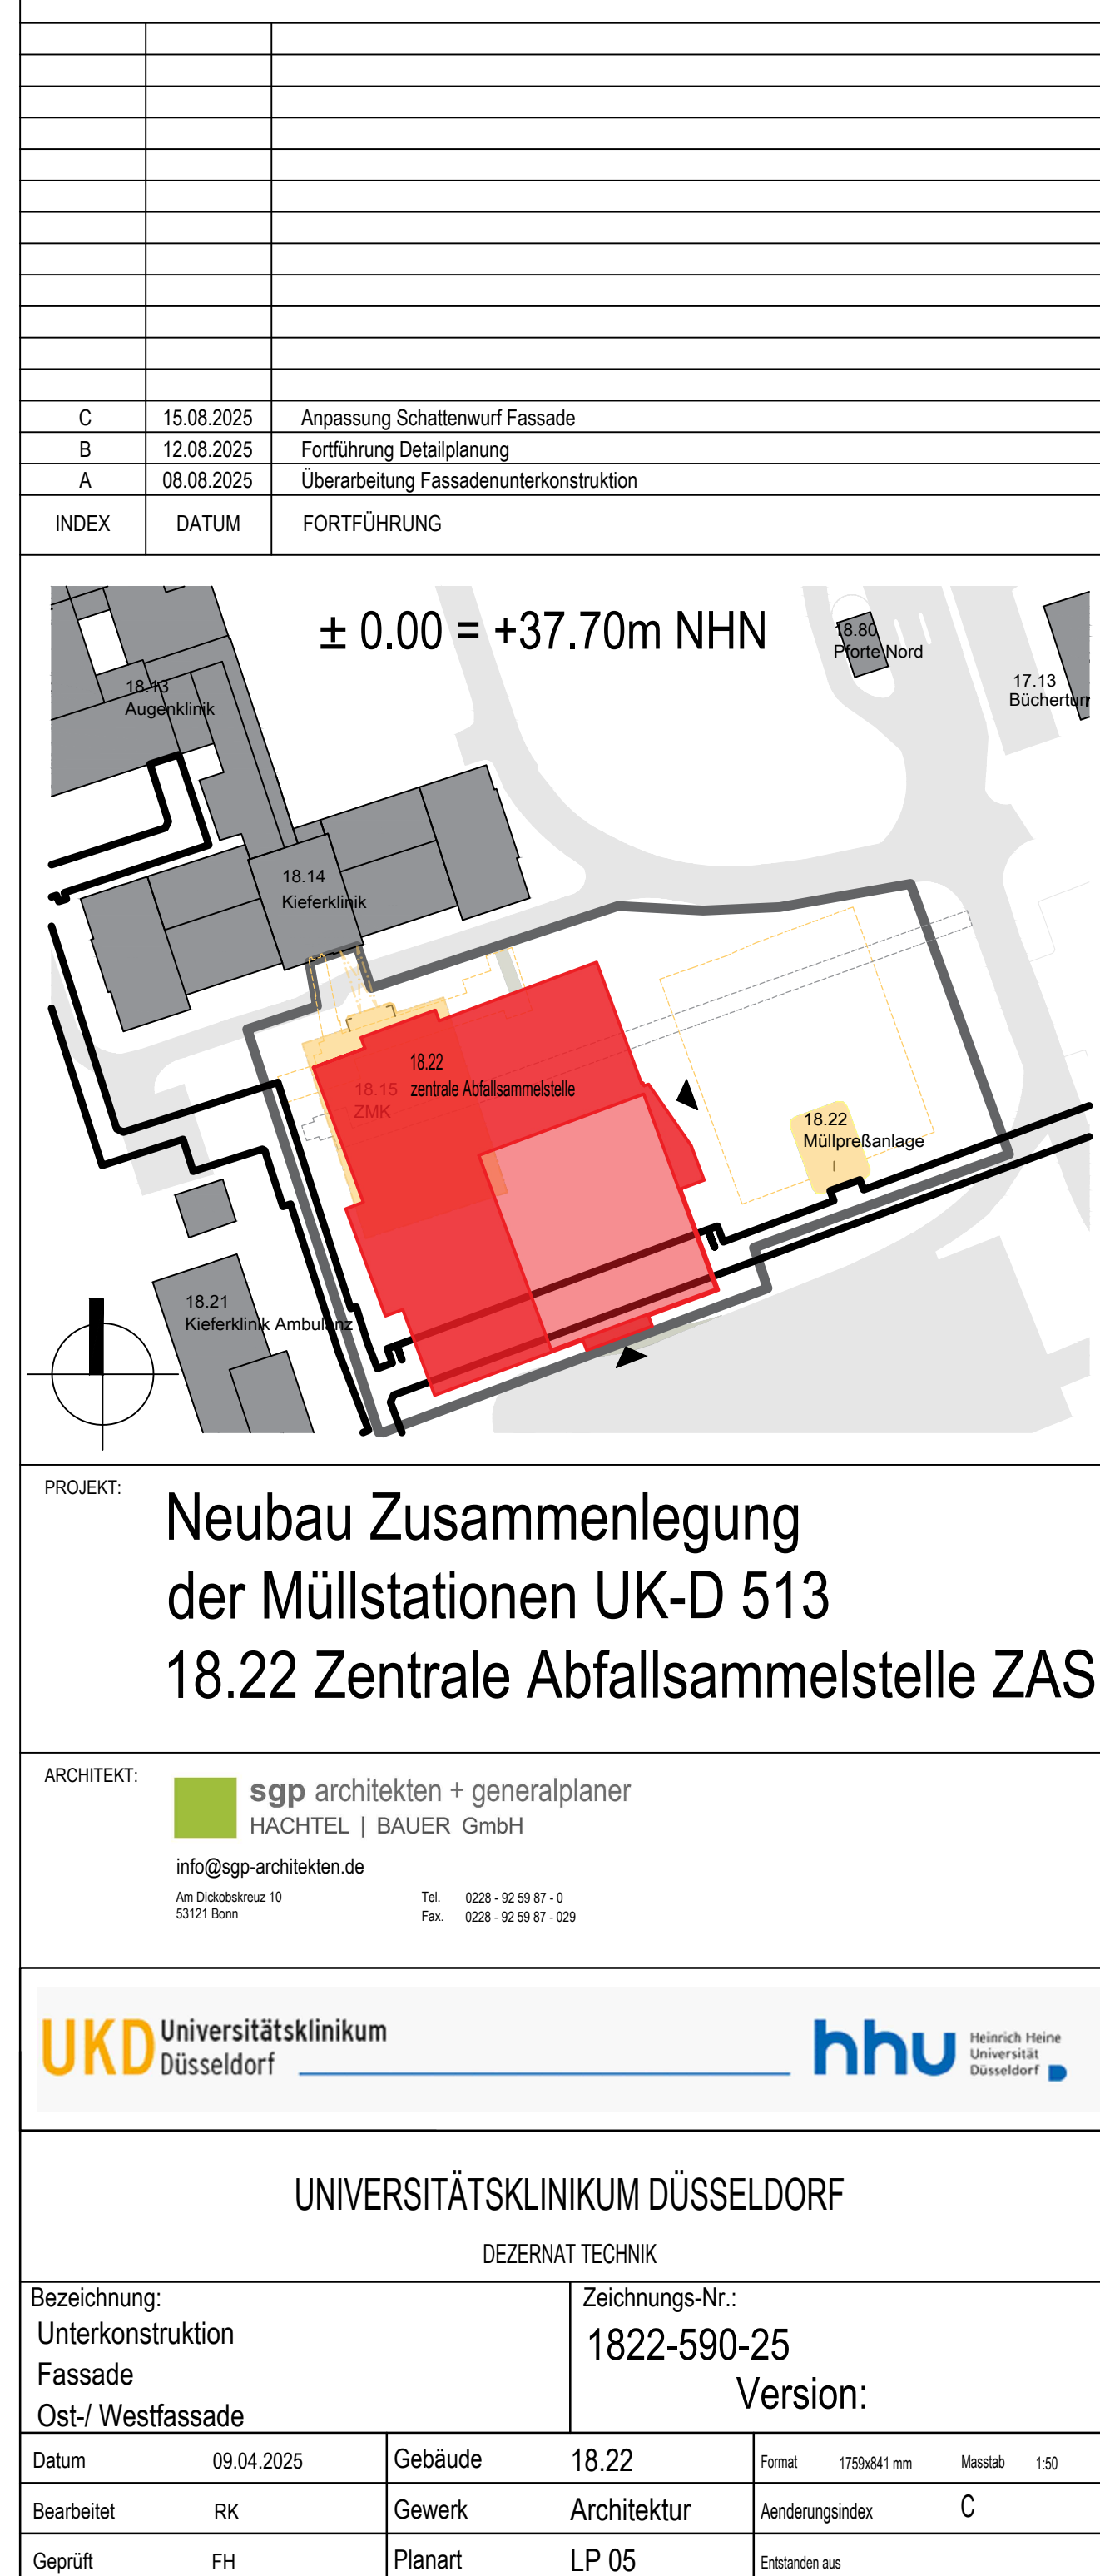 C 15.08.2025 Anpassung Schattenwurf Fassade
B 12.08.2025 Fortführung Detailplanung
A 08.08.2025 Überarbeitung Fassadenunterkonstruktion
INDEX DATUM FORTFÜHRUNG
± 0.00 = +37.70m NHN
18.80
Pforte Nord
17.13
18.13
Augenklinik
18.14
Kieferklinik
18.22
zentrale Abfallsammelstelle
18.15
ZMK
18.22
Müllpreßanlage
I
18.21
Kieferklinik Ambulanz
PROJEKT:
Neubau Zusammenlegung
der Müllstationen UK-D 513
18.22 Zentrale Abfallsammelstelle ZAS
ARCHITEKT:
sgp architekten + generalplaner
HACHTEL | BAUER GmbH
info@sgp-architekten.de
Am Dickobskreuz 10
53121 Bonn
Tel. 0228 - 92 59 87 - 0
Fax. 0228 - 92 59 87 - 029
UKD Universitätsklinikum
Düsseldorf
hhu Heinrich Heine
Universität
Düsseldorf
UNIVERSITÄTSKLINIKUM DÜSSELDORF
DEZERNAT TECHNIK
Bezeichnung:
Unterkonstruktion
Fassade
Ost-/ Westfassade
Zeichnungs-Nr.:
1822-590-25
Version:
Datum 09.04.2025 Gebäude 18.22 Format 1759x841 mm Masstab 1:50
Bearbeitet RK Gewerk Architektur Aenderungsindex C
Geprüft FH Planart LP 05 Entstanden aus